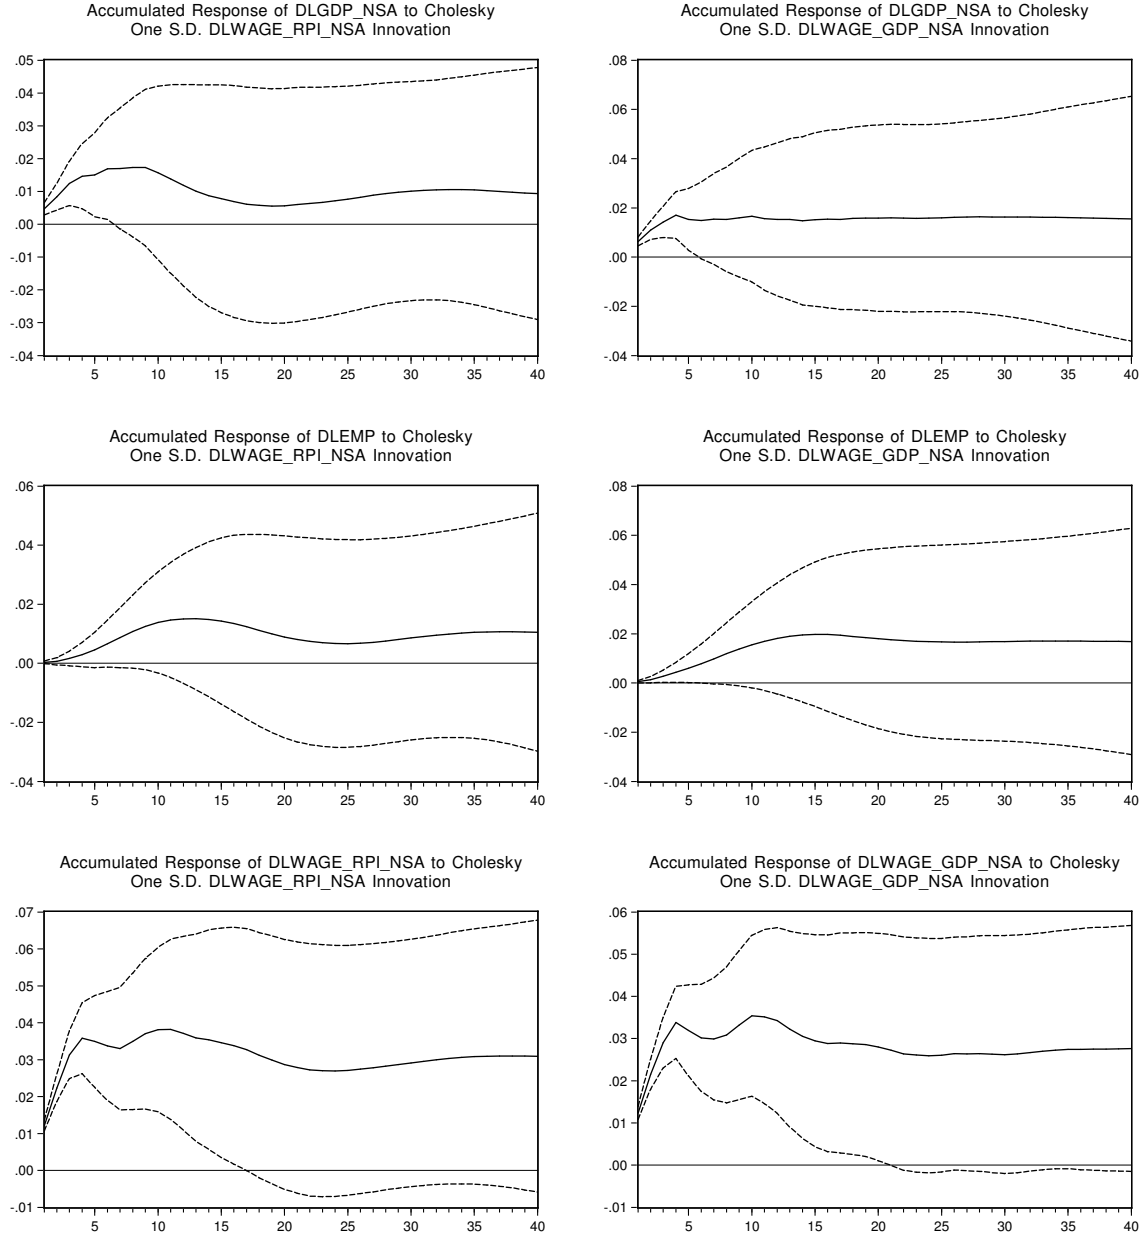 Accumulated Response of DLGDP_NSA to Cholesky
One S.D. DLWAGE_RPI_NSA Innovation
.05
.04
.03
.02
.01
.00
-.01
-.02
-.03
-.04
5 10 15 20 25 30 35 40
Accumulated Response of DLGDP_NSA to Cholesky
One S.D. DLWAGE_GDP_NSA Innovation
.08
.06
.04
.02
.00
-.02
-.04
5 10 15 20 25 30 35 40
Accumulated Response of DLEMP to Cholesky
One S.D. DLWAGE_RPI_NSA Innovation
.06
.04
.02
.00
-.02
-.04
5 10 15 20 25 30 35 40
Accumulated Response of DLEMP to Cholesky
One S.D. DLWAGE_GDP_NSA Innovation
.08
.06
.04
.02
.00
-.02
-.04
5 10 15 20 25 30 35 40
Accumulated Response of DLWAGE_RPI_NSA to Cholesky
One S.D. DLWAGE_RPI_NSA Innovation
.07
.06
.05
.04
.03
.02
.01
.00
-.01
5 10 15 20 25 30 35 40
Accumulated Response of DLWAGE_GDP_NSA to Cholesky
One S.D. DLWAGE_GDP_NSA Innovation
.06
.05
.04
.03
.02
.01
.00
-.01
5 10 15 20 25 30 35 40